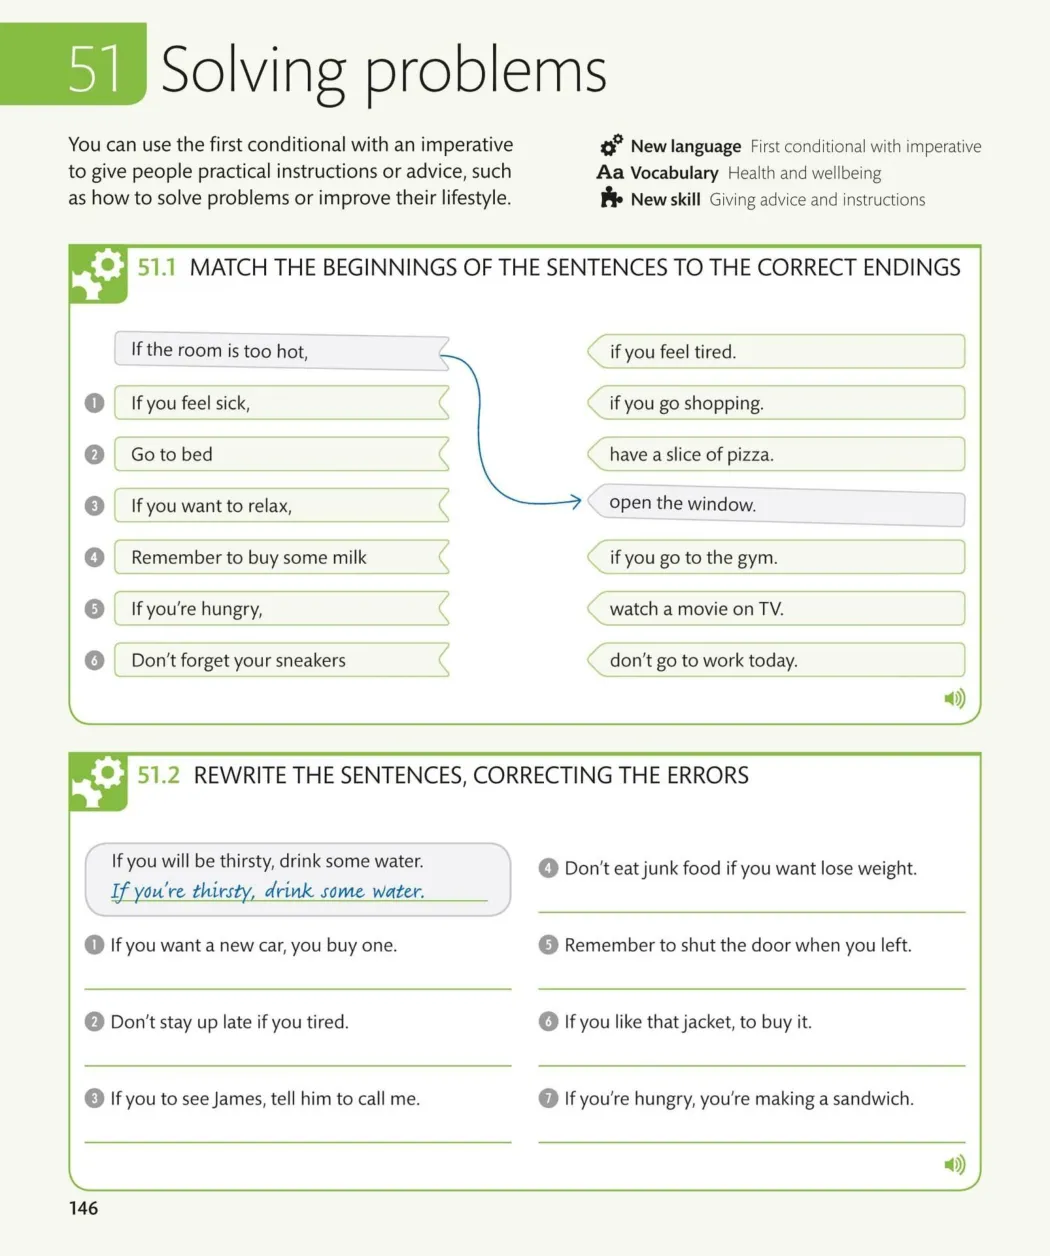 51 Solving problems
You can use the first conditional with an imperative
to give people practical instructions or advice, such
as how to solve problems or improve their lifestyle.
New language First conditional with imperative
Aa Vocabulary Health and wellbeing
New skill Giving advice and instructions
51.1 MATCH THE BEGINNINGS OF THE SENTENCES TO THE CORRECT ENDINGS
If the room is too hot,
1 If you feel sick,
2 Go to bed
3 If you want to relax,
4 Remember to buy some milk
5 If you're hungry,
6 Don't forget your sneakers
if you feel tired.
if you go shopping.
have a slice of pizza.
open the window.
if you go to the gym.
watch a movie on TV.
don't go to work today.
51.2 REWRITE THE SENTENCES, CORRECTING THE ERRORS
If you will be thirsty, drink some water.
If you're thirsty, drink some water.
1 If you want a new car, you buy one.
2 Don't stay up late if you tired.
3 If you to see James, tell him to call me.
4 Don't eat junk food if you want lose weight.
5 Remember to shut the door when you left.
6 If you like that jacket, to buy it.
7 If you're hungry, you're making a sandwich.
146